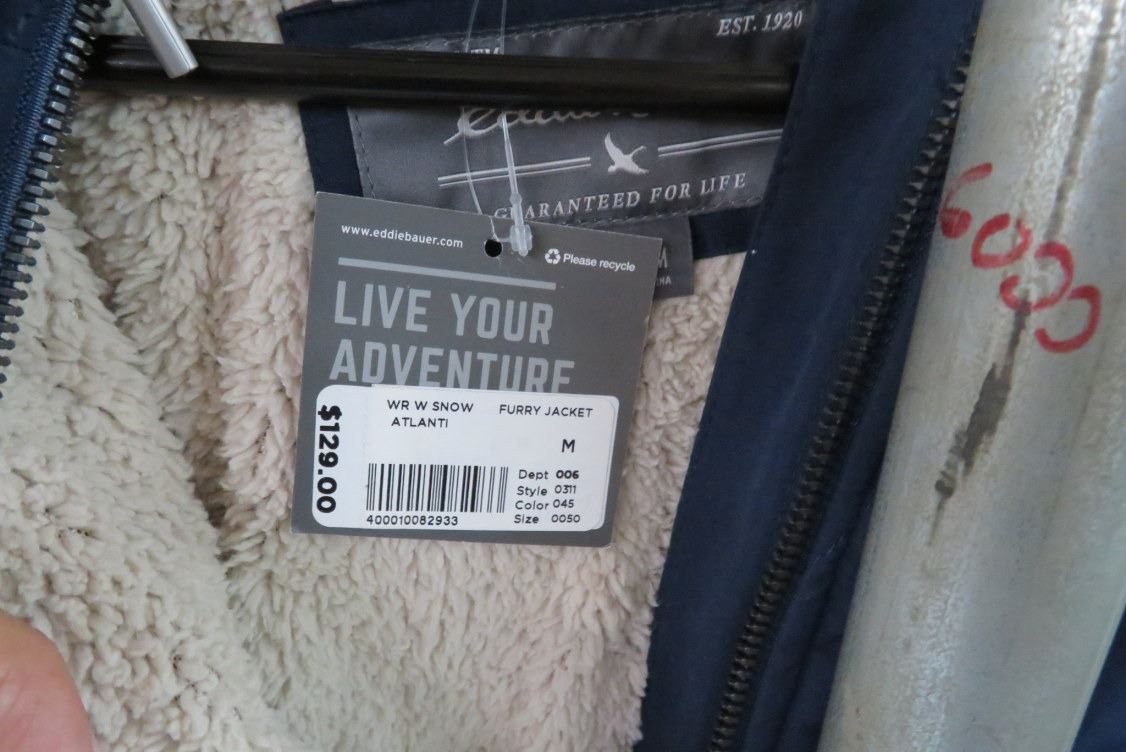 EST. 1920
GUARANTEED FOR LIFE
M
www.eddiebauer.com
Please recycle
LIVE YOUR
ADVENTURE
WR W SNOW FURRY JACKET
ATLANTI
M
$129.00
Dept 006
Style 0311
Color 045
Size 0050
400010082933